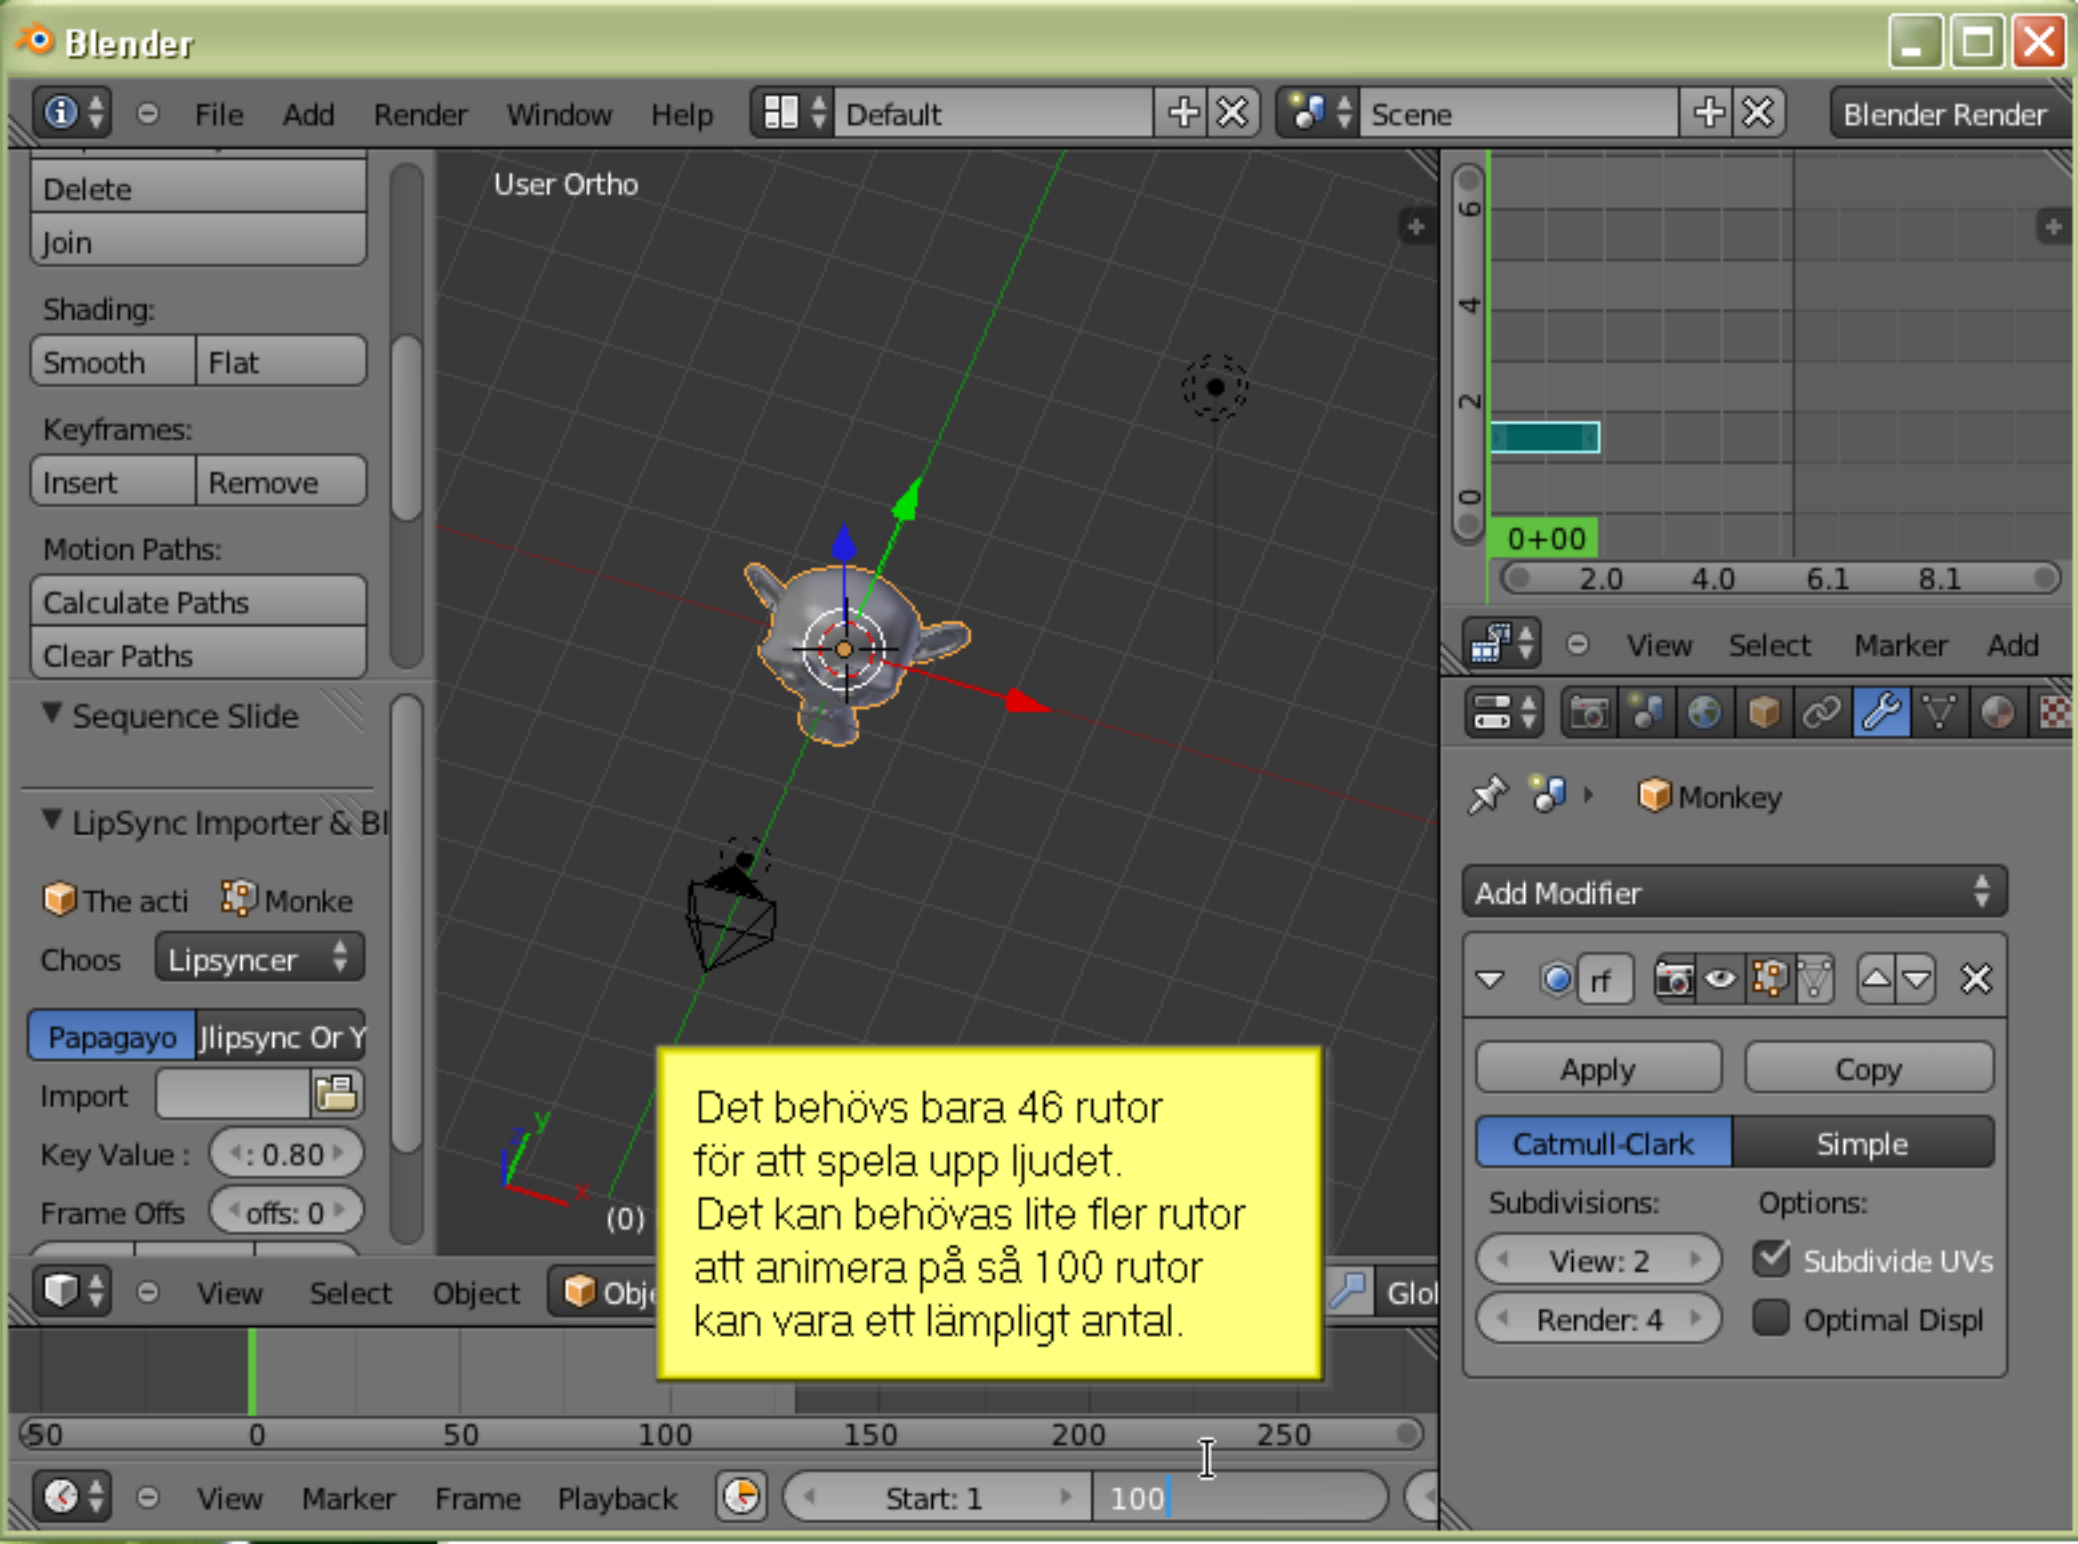 Blender
File Add Render Window Help Default Scene Blender Render
Delete
Join
Shading:
Smooth Flat
Keyframes:
Insert Remove
Motion Paths:
Calculate Paths
Clear Paths
Sequence Slide
LipSync Importer & Bl
The acti Monke
Choos Lipsyncer
Papagayo Jlipsync Or Y
Import
Key Value : : 0.80
Frame Offs offs: 0
User Ortho
z y x
(0)
Det behövs bara 46 rutor
för att spela upp ljudet.
Det kan behövas lite fler rutor
att animera på så 100 rutor
kan vara ett lämpligt antal.
View Select Object Obje Glol
-50 0 50 100 150 200 250
View Marker Frame Playback Start: 1 100
6
4
2
0
0+00
2.0 4.0 6.1 8.1
View Select Marker Add
Monkey
Add Modifier
rf
Apply Copy
Catmull-Clark Simple
Subdivisions: Options:
View: 2 Subdivide UVs
Render: 4 Optimal Displ